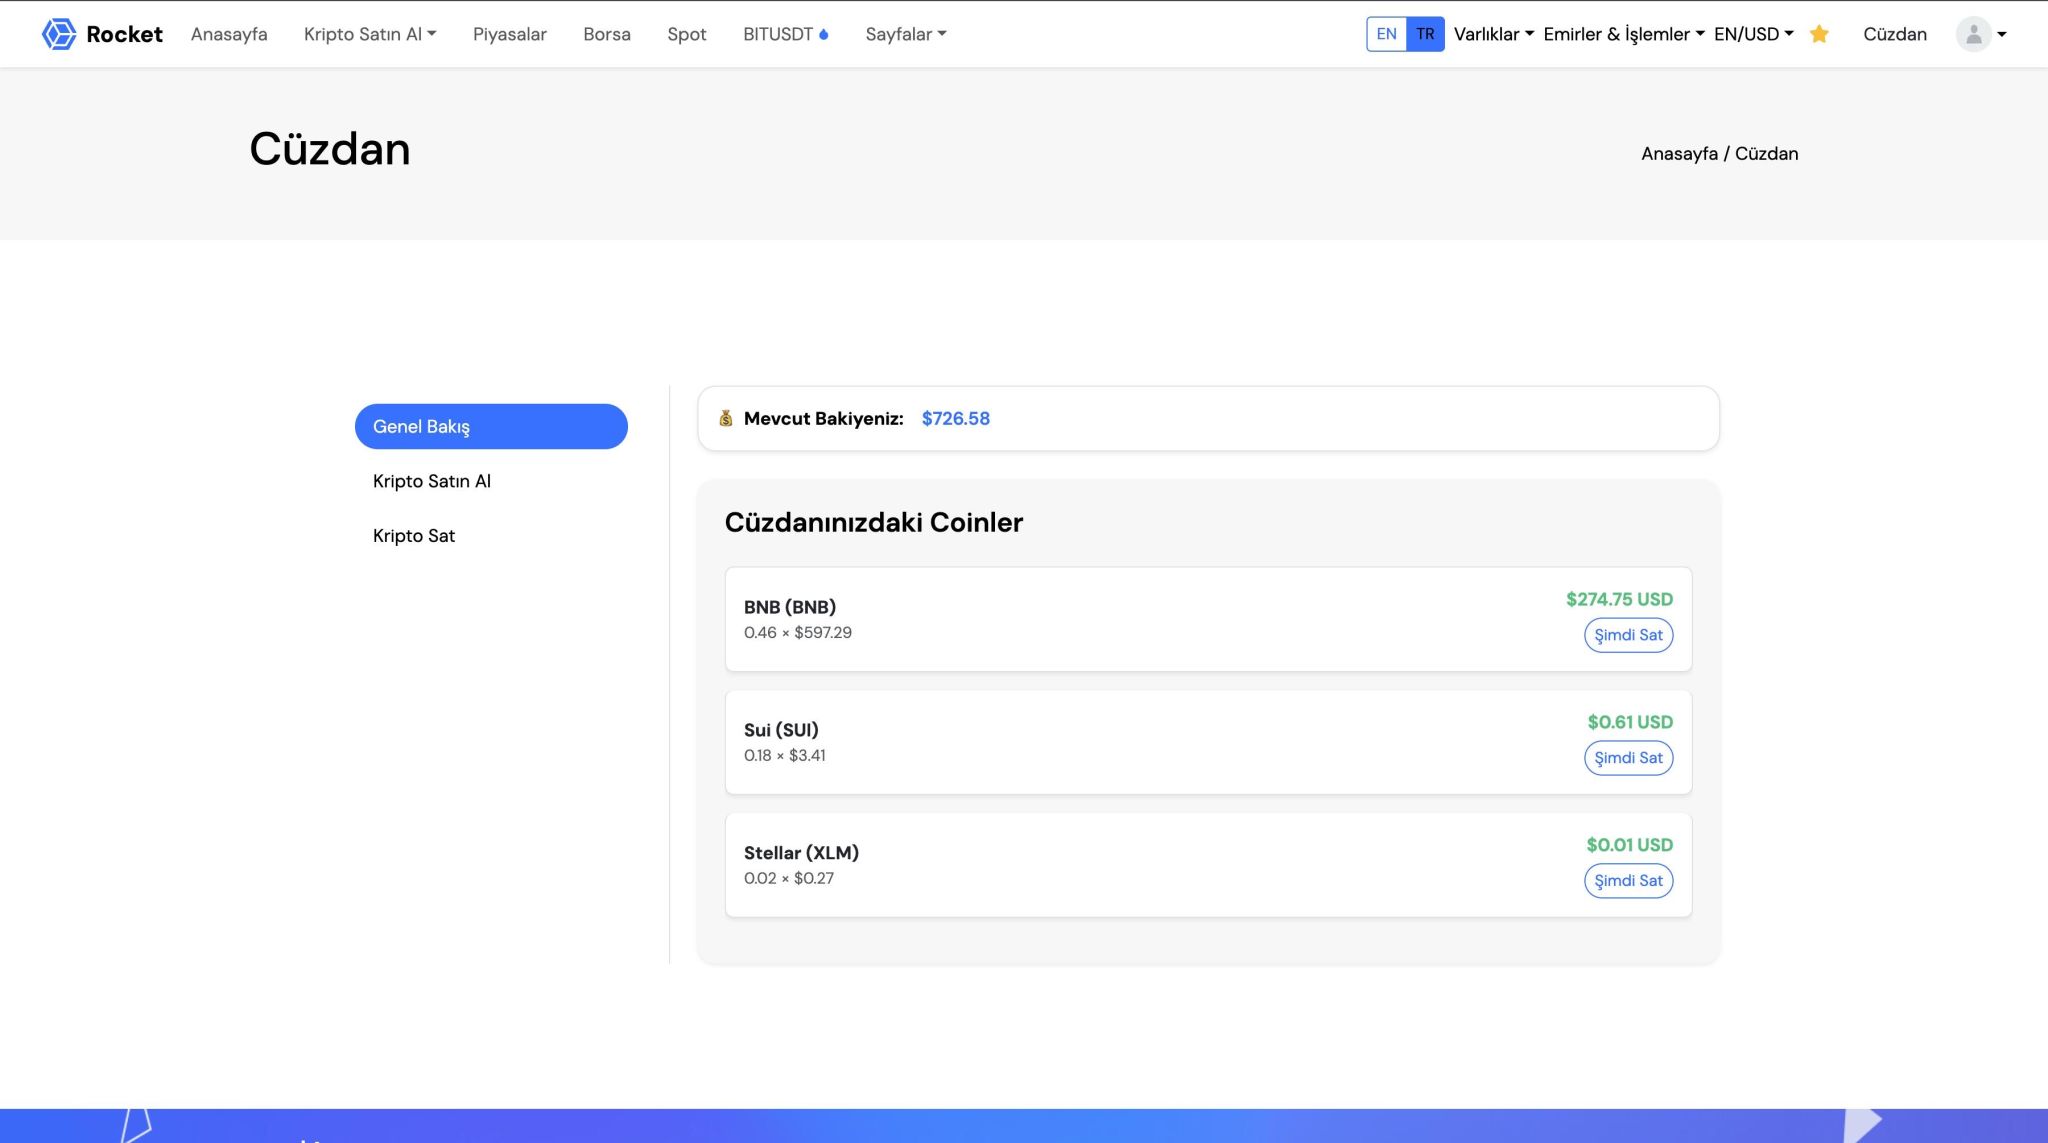 Rocket Anasayfa Kripto Satın Al Piyasalar Borsa Spot BITUSDT Sayfalar EN TR Varlıklar Emirler & İşlemler EN/USD Cüzdan
Cüzdan
Anasayfa / Cüzdan
Genel Bakış
Kripto Satın Al
Kripto Sat
Mevcut Bakiyeniz: $726.58
Cüzdanınızdaki Coinler
BNB (BNB)
0.46 × $597.29
$274.75 USD
Şimdi Sat
Sui (SUI)
0.18 × $3.41
$0.61 USD
Şimdi Sat
Stellar (XLM)
0.02 × $0.27
$0.01 USD
Şimdi Sat